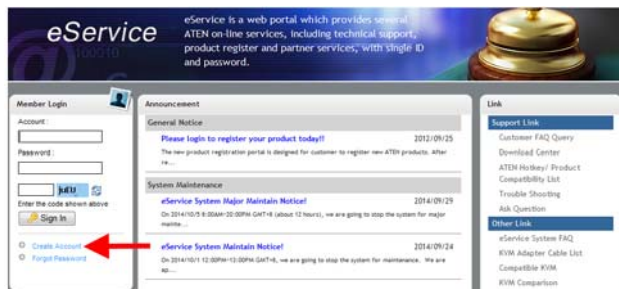 eService
eService is a web portal which provides several
ATEN on-line services, including technical support,
product register and partner services, with single ID
and password.
Member Login
Account :
Password :
Enter the code shown above
Sign In
Create Account
Forgot Password
Announcement
General Notice
Please login to register your product today!! 2012/09/25
The new product registration portal is designed for customer to register new ATEN products. After
re...
System Maintenance
eService System Major Maintain Notice! 2014/09/29
On 2014/10/5 8:00AM~20:00PM GMT+8 (about 12 hours), we are going to stop the system for major
mainte...
eService System Maintain Notice! 2014/09/24
On 2014/10/1 12:00PM~13:00PM GMT+8, we are going to stop the system for maintenance. We are
ap...
Link
Support Link
Customer FAQ Query
Download Center
ATEN Hotkey/ Product
Compatibility List
Trouble Shooting
Ask Question
Other Link
eService System FAQ
KVM Adapter Cable List
Compatible KVM
KVM Comparison